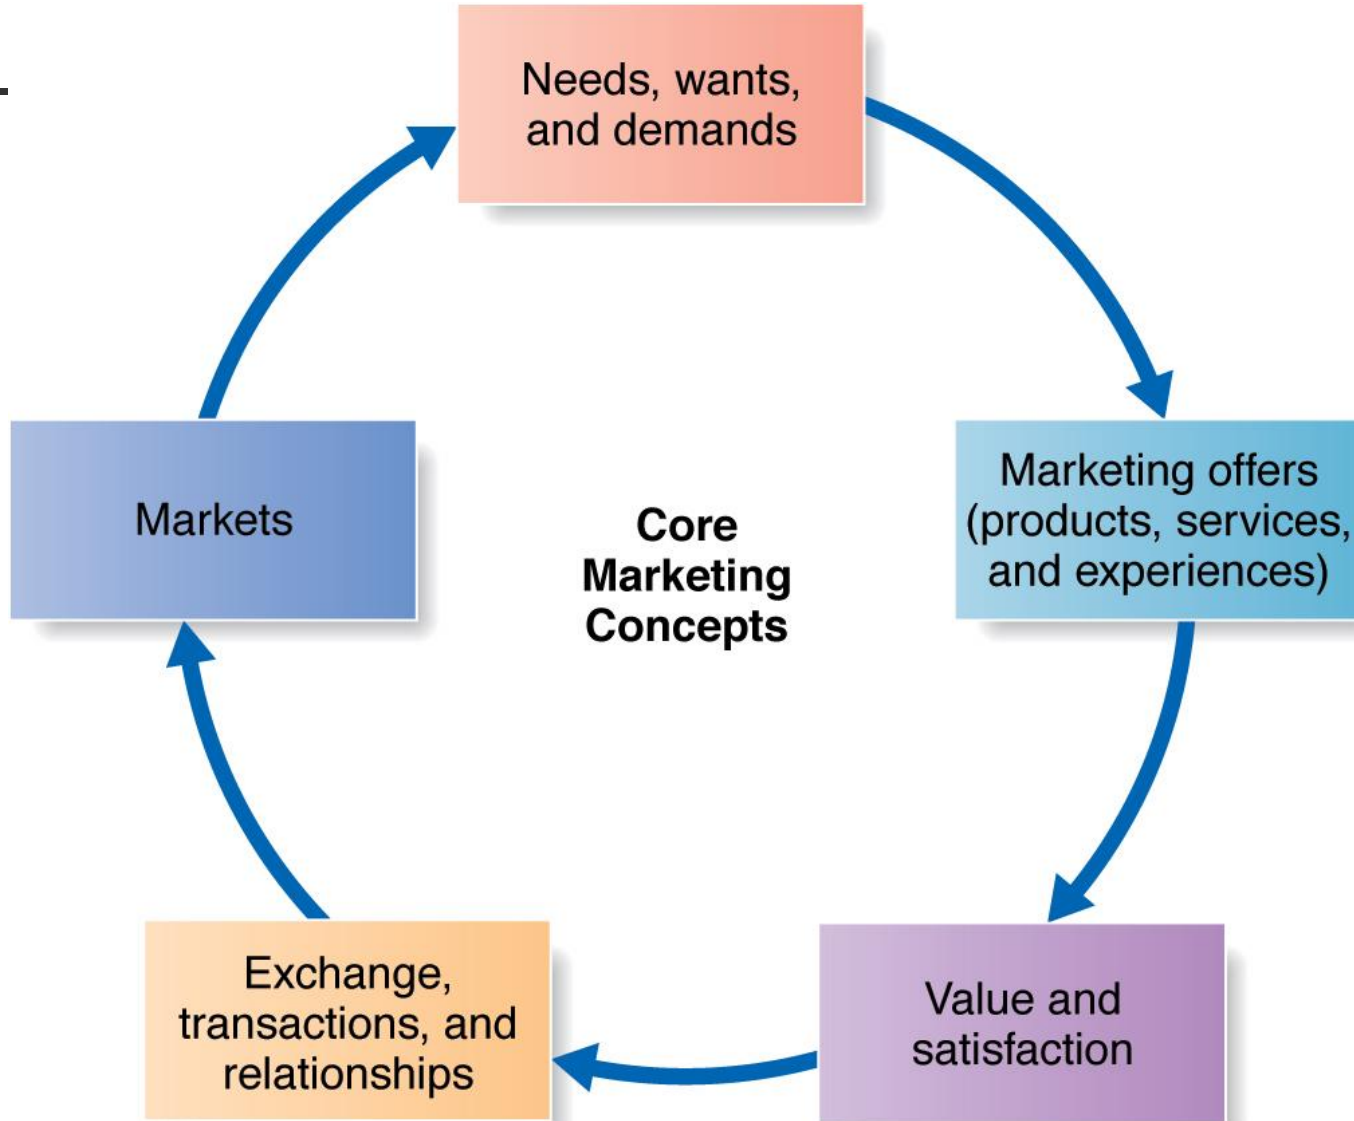 Needs, wants,
and demands
Marketing offers
(products, services,
and experiences)
Markets
Core
Marketing
Concepts
Exchange,
transactions, and
relationships
Value and
satisfaction